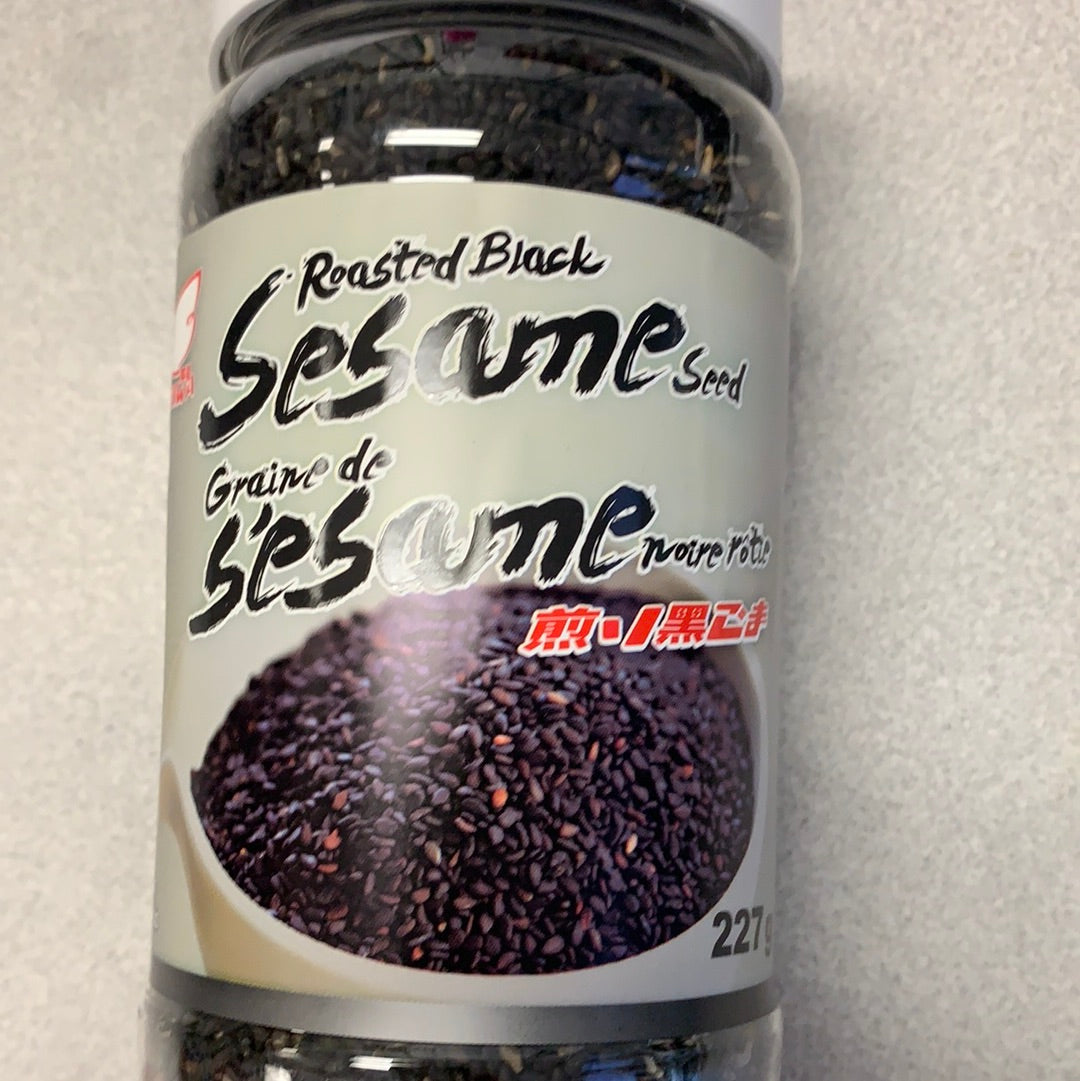 Roasted Black
Sesame Seed
Graine de
sésame noire rôtie
煎り黒ごま
227g